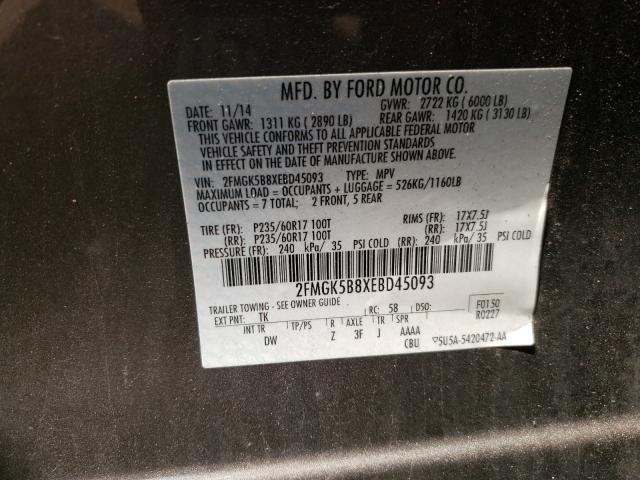 MFD. BY FORD MOTOR CO.
DATE: 11/14 GVWR: 2722 KG ( 6000 LB)
FRONT GAWR: 1311 KG ( 2890 LB) REAR GAWR: 1420 KG ( 3130 LB)
THIS VEHICLE CONFORMS TO ALL APPLICABLE FEDERAL MOTOR
VEHICLE SAFETY AND THEFT PREVENTION STANDARDS IN
EFFECT ON THE DATE OF MANUFACTURE SHOWN ABOVE.
VIN: 2FMGK5B8XEBD45093 TYPE: MPV
MAXIMUM LOAD = OCCUPANTS + LUGGAGE = 526KG/1160LB
OCCUPANTS = 7 TOTAL; 2 FRONT, 5 REAR
TIRE (FR): P235/60R17 100T RIMS (FR): 17X7.5J
(RR): P235/60R17 100T (RR): 17X7.5J
PRESSURE (FR): 240 kPa/ 35 PSI COLD (RR): 240 kPa/ 35 PSI COLD
2FMGK5B8XEBD45093
TRAILER TOWING - SEE OWNER GUIDE
EXT PNT: TK RC: 58 DSO: F0150
R0227
INT TR TP/PS R AXLE TR SPR
DW Z 3F J AAAA
CBU ▽5U5A-5420472-AA